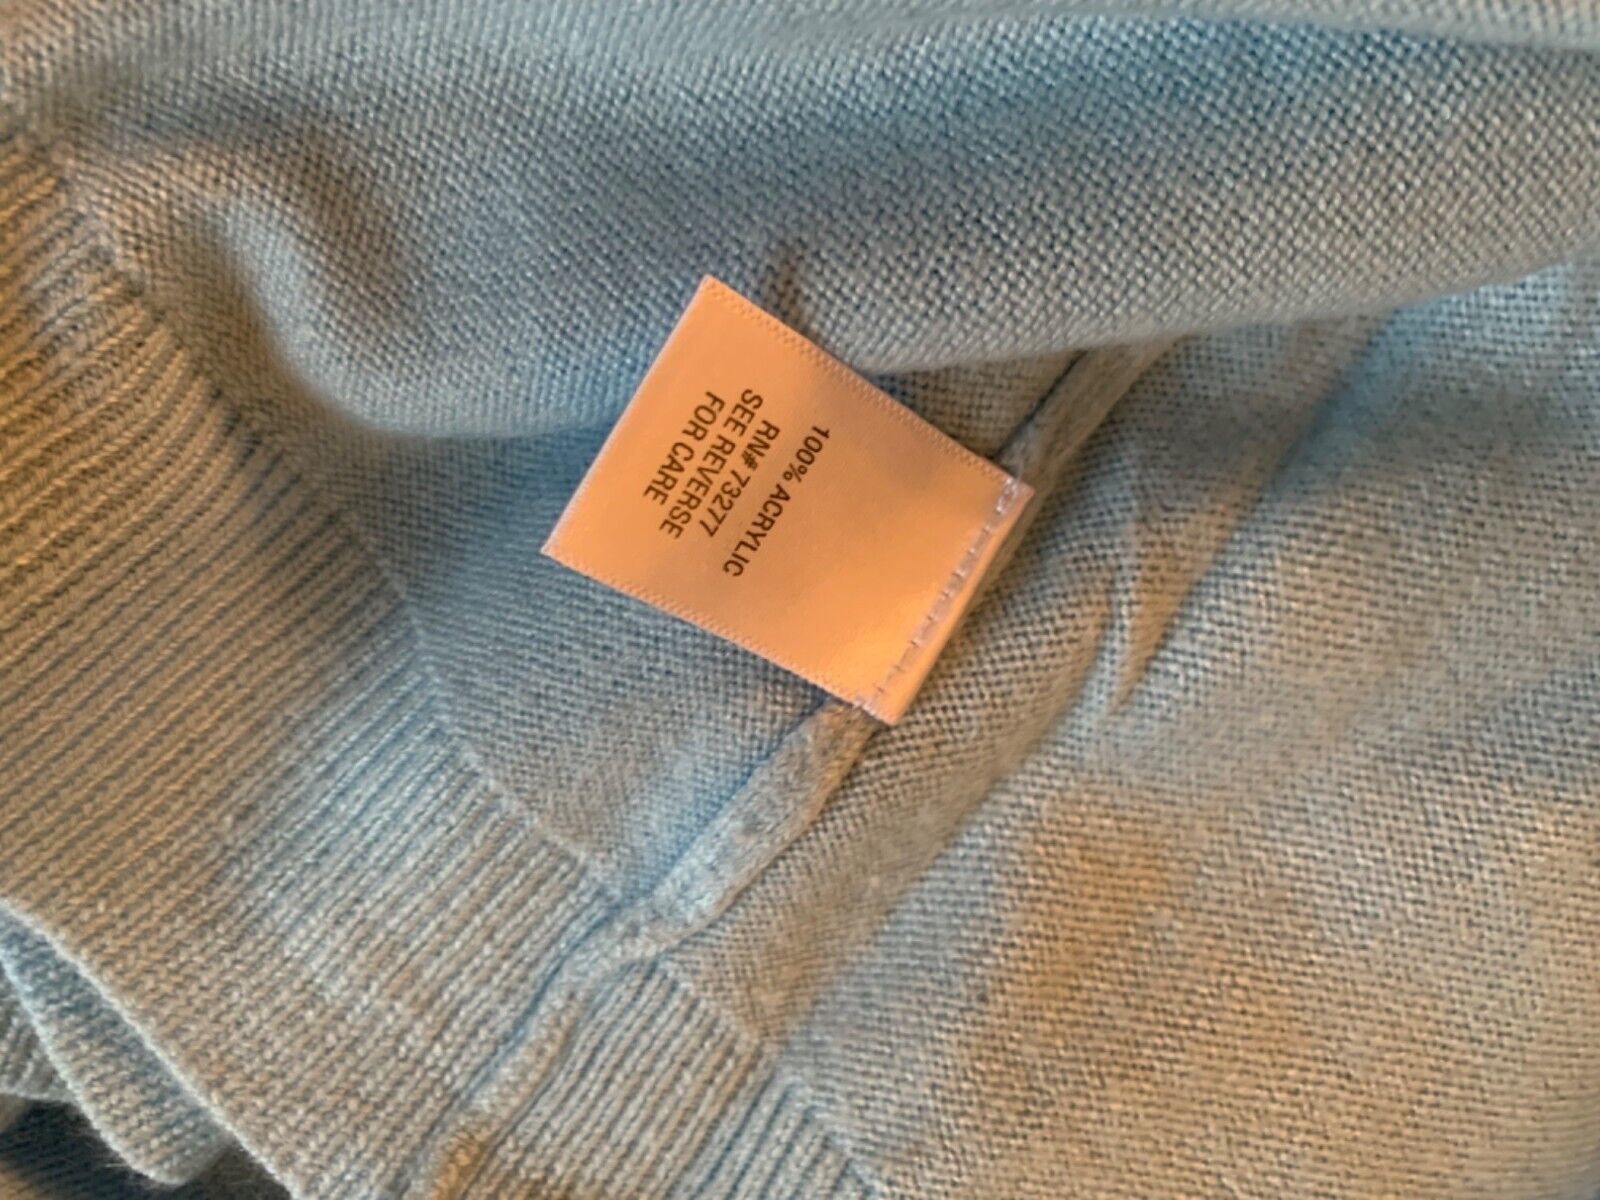 100% ACRYLIC
RN# 73277
SEE REVERSE
FOR CARE